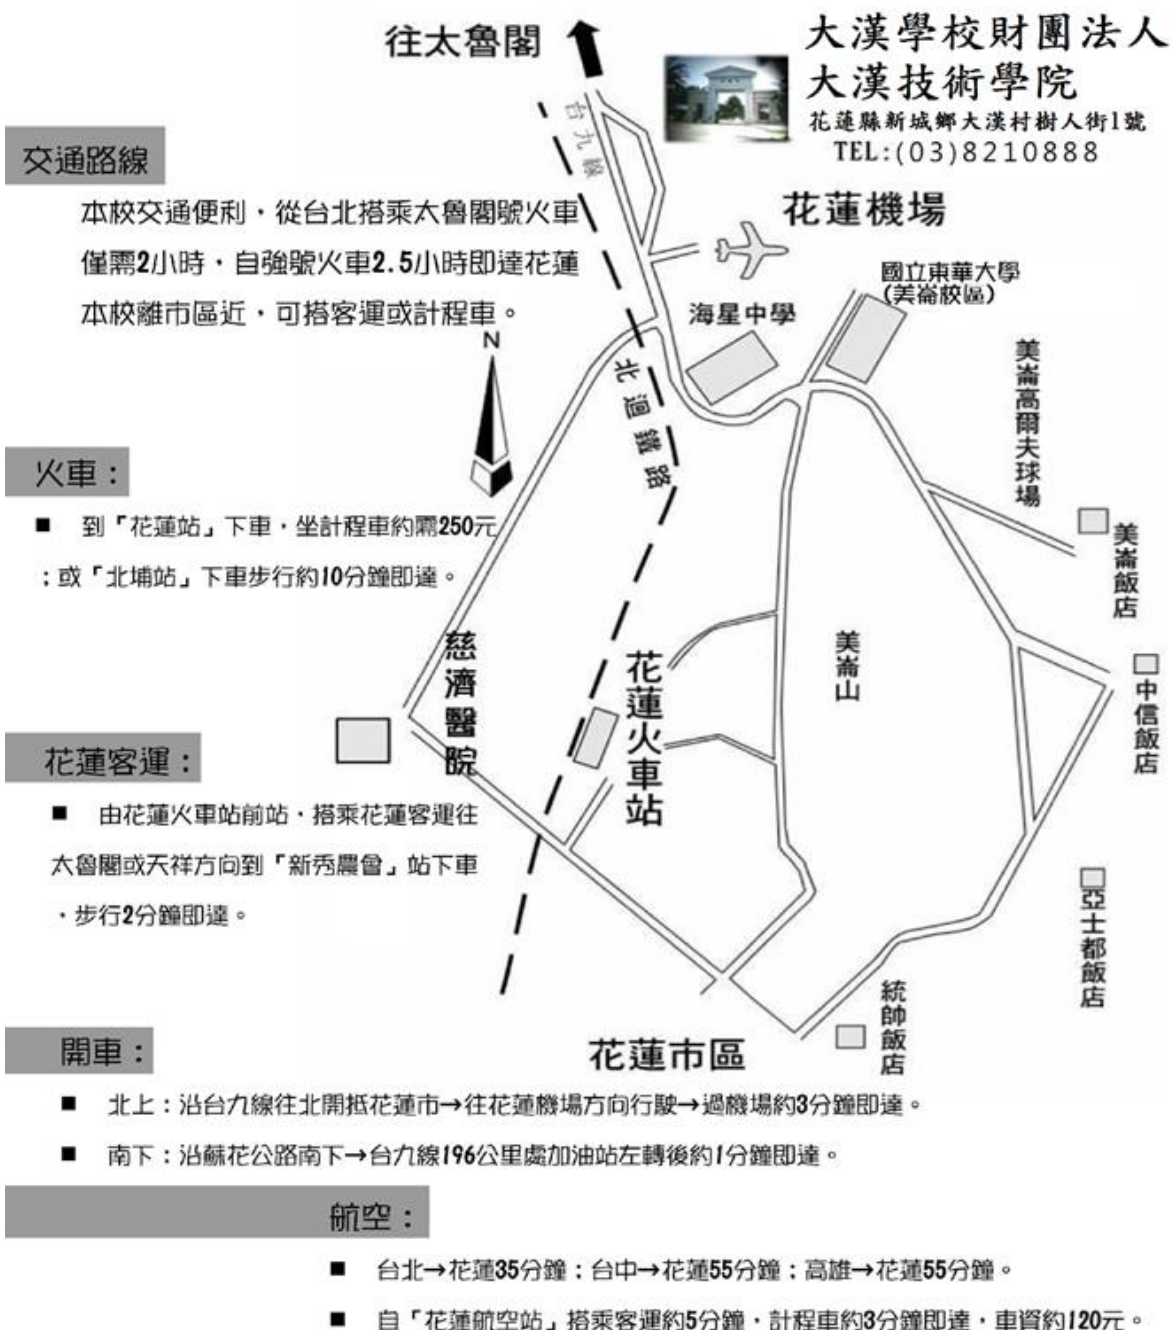 往太魯閣
大漢學校財團法人
大漢技術學院
花蓮縣新城鄉大漢村樹人街1號
TEL:(03)8210888
台九線
交通路線
本校交通便利，從台北搭乘太魯閣號火車
僅需2小時，自強號火車2.5小時即達花蓮
本校離市區近，可搭客運或計程車。
花蓮機場
國立東華大學
(美崙校區)
海星中學
N
北迴鐵路
美崙高爾夫球場
火車：
■ 到「花蓮站」下車，坐計程車約需250元
；或「北埔站」下車步行約10分鐘即達。
美崙飯店
慈濟醫院
花蓮火車站
美崙山
中信飯店
花蓮客運：
■ 由花蓮火車站前站，搭乘花蓮客運往
太魯閣或天祥方向到「新秀農會」站下車
，步行2分鐘即達。
亞士都飯店
統帥飯店
花蓮市區
開車：
■ 北上：沿台九線往北開抵花蓮市→往花蓮機場方向行駛→過機場約3分鐘即達。
■ 南下：沿蘇花公路南下→台九線196公里處加油站左轉後約1分鐘即達。
航空：
■ 台北→花蓮35分鐘；台中→花蓮55分鐘；高雄→花蓮55分鐘。
■ 自「花蓮航空站」搭乘客運約5分鐘，計程車約3分鐘即達，車資約120元。